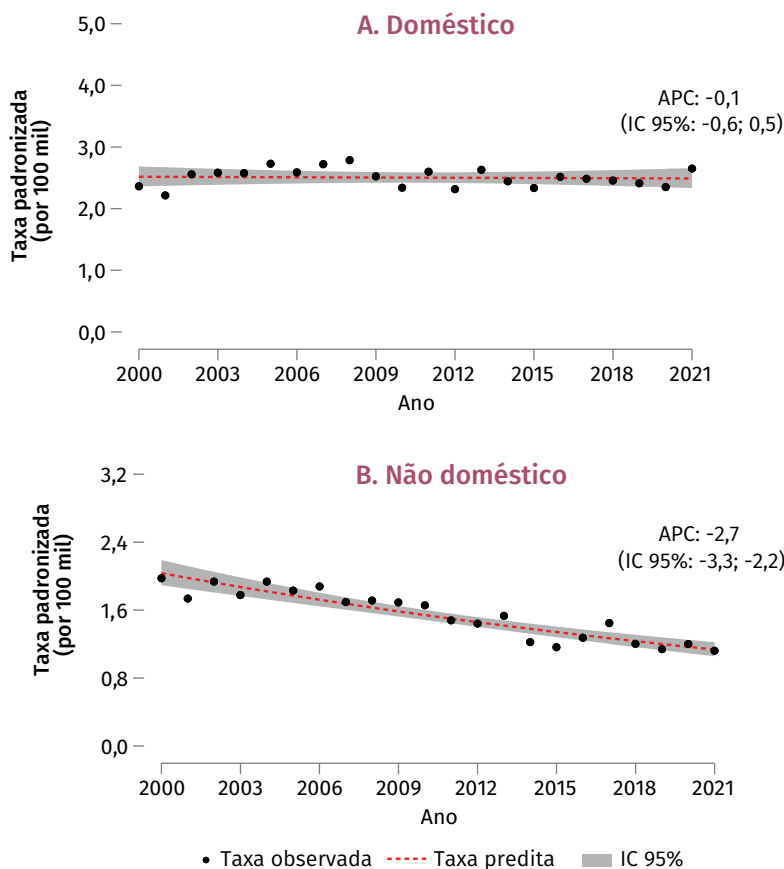 A. Doméstico
5,0
4,0
3,0
2,0
1,0
0,0
Taxa padronizada
(por 100 mil)
APC: -0,1
(IC 95%: -0,6; 0,5)
2000 2003 2006 2009 2012 2015 2018 2021
Ano
B. Não doméstico
3,2
2,4
1,6
0,8
0,0
Taxa padronizada
(por 100 mil)
APC: -2,7
(IC 95%: -3,3; -2,2)
2000 2003 2006 2009 2012 2015 2018 2021
Ano
Taxa observada Taxa predita IC 95%